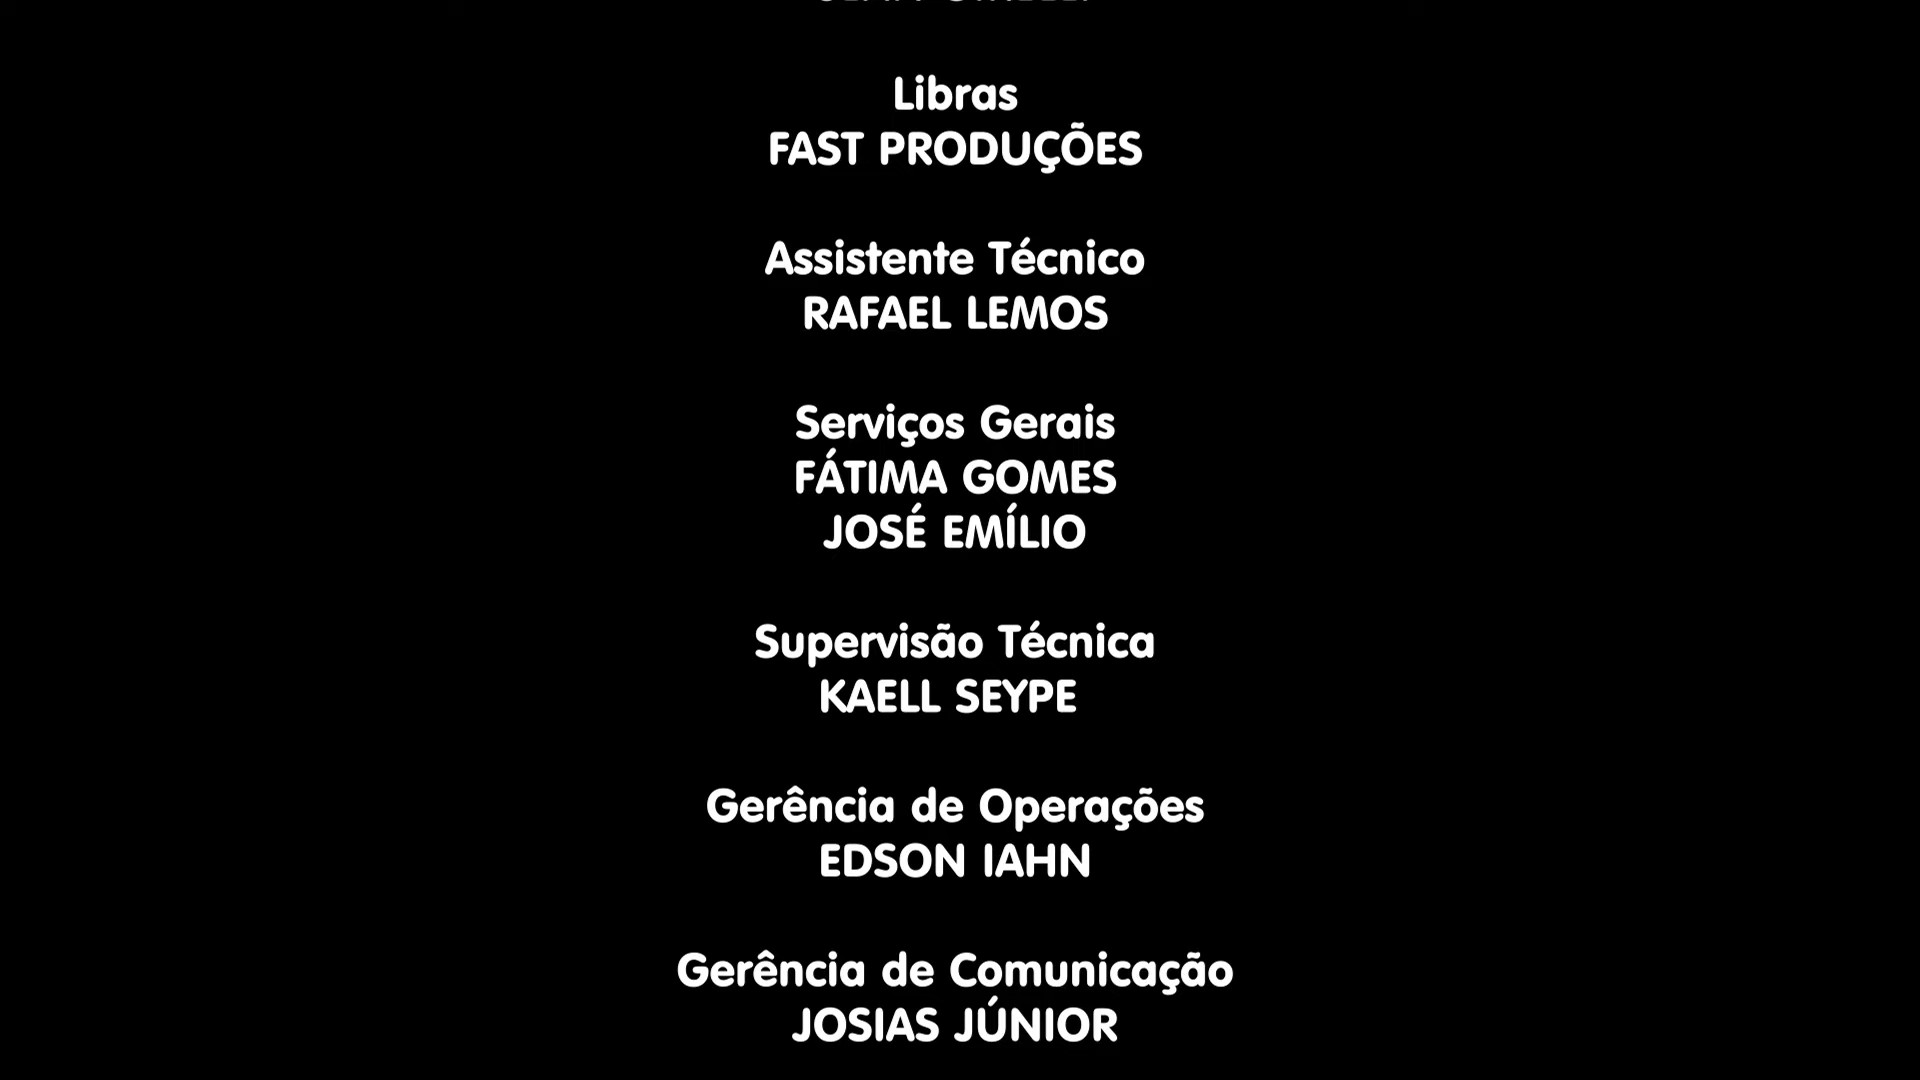 Libras
FAST PRODUÇÕES
Assistente Técnico
RAFAEL LEMOS
Serviços Gerais
FÁTIMA GOMES
JOSÉ EMÍLIO
Supervisão Técnica
KAELL SEYPE
Gerência de Operações
EDSON IAHN
Gerência de Comunicação
JOSIAS JÚNIOR